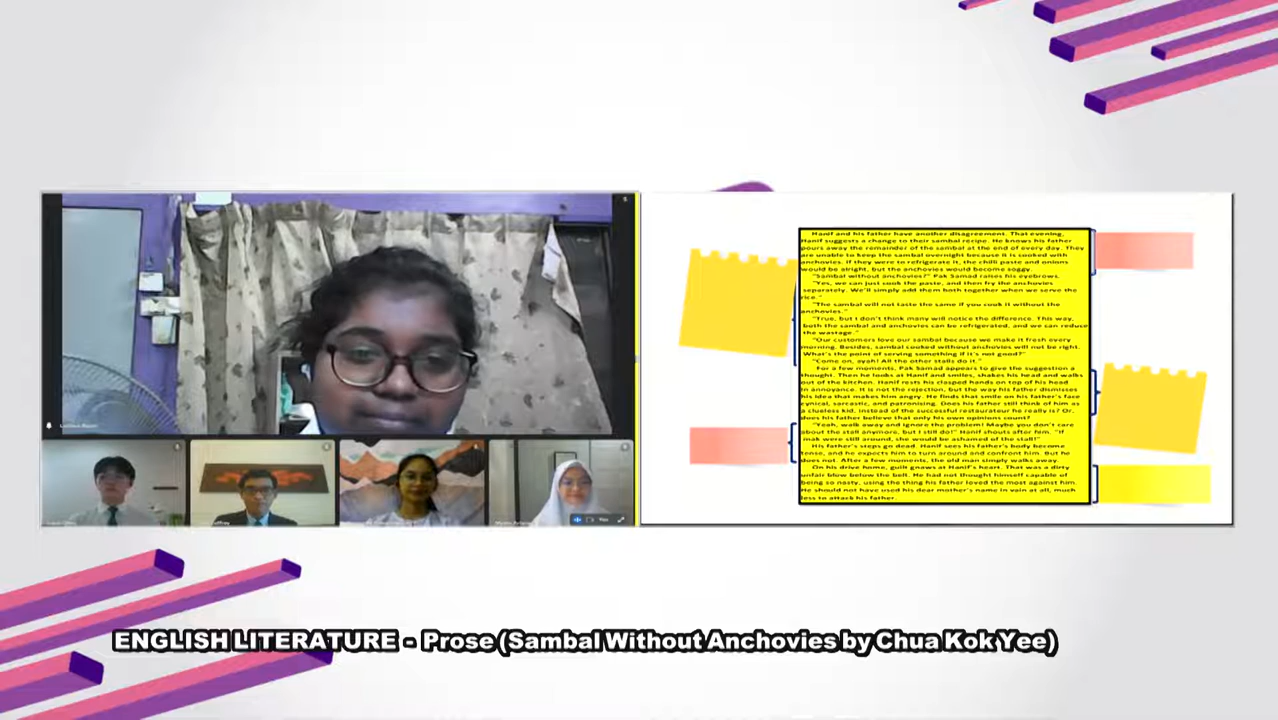 Hanif and his father have another disagreement. That evening,
Hanif suggests a change to their sambal recipe. He knows his father
pours away the remainder of the sambal at the end of every day. They
are unable to keep the sambal overnight because it is cooked with
anchovies. If they were to refrigerate it, the chilli paste and onions
would be alright, but the anchovies would become soggy.
"Sambal without anchovies?" Pak Samad raises his eyebrows.
"Yes, we can just cook the paste, and then fry the anchovies
separately. We'll simply add them both together when we serve the
rice."
"The sambal will not taste the same if you cook it without the
anchovies."
"True, but I don't think many will notice the difference. This way,
both the sambal and anchovies can be refrigerated, and we can reduce
the wastage."
"Our customers love our sambal because we make it fresh every
morning. Besides, sambal cooked without anchovies will not be right.
What's the point of serving something if it's not good?"
"Come on, ayah! All the other stalls do it."
For a few moments, Pak Samad appears to give the suggestion a
thought. Then he looks at Hanif and smiles, shakes his head and walks
out of the kitchen. Hanif rests his clasped hands on top of his head
in annoyance. It is not the rejection, but the way his father dismisses
his idea that makes him angry. He finds that smile on his father's face
cynical, sarcastic, and patronising. Does his father still think of him as
a clueless kid, instead of the successful restaurateur he really is? Or,
does his father believe that only his own opinions count?
"Yeah, walk away and ignore the problem! Maybe you don't care
about the stall anymore, but I still do!" Hanif shouts after him. "If
mak were still around, she would be ashamed of the stall!"
His father's steps go dead. Hanif sees his father's body become
tense, and he expects him to turn around and confront him. But he
does not. After a few moments, the old man simply walks away.
On his drive home, guilt gnaws at Hanif's heart. That was a dirty
unfair blow below the belt. He had not thought himself capable of
being so nasty, using the thing his father loved the most against him.
He should not have used his dear mother's name in vain at all, much
less to attack his father.
ENGLISH LITERATURE - Prose (Sambal Without Anchovies by Chua Kok Yee)